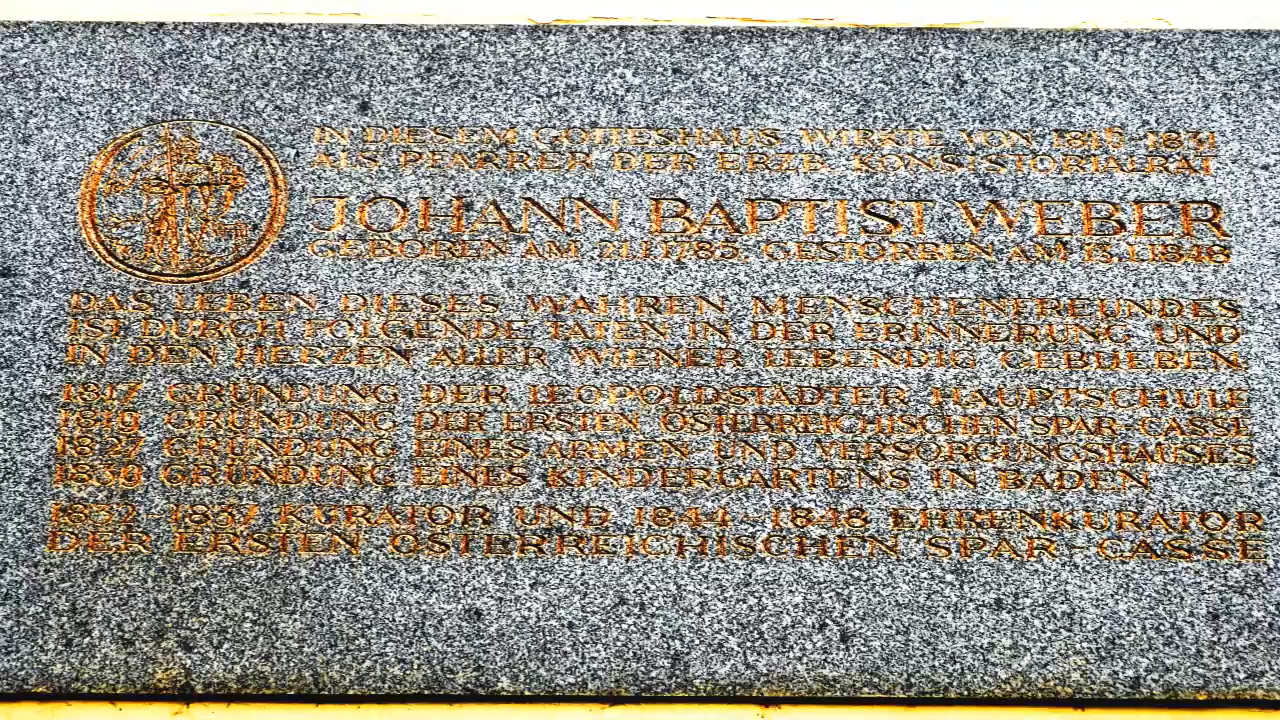 IN DIESEM GOTTESHAUS WIRKTE VON 1816-1831
ALS PFARRER DER ERZB. KONSISTORIALRAT
JOHANN BAPTIST WEBER
GEBOREN AM 21.1.1785. GESTORBEN AM 13.1.1848
DAS LEBEN DIESES WAHREN MENSCHENFREUNDES
IST DURCH FOLGENDE TATEN IN DER ERINNERUNG UND
IN DEN HERZEN ALLER WIENER LEBENDIG GEBLIEBEN.
1817 GRÜNDUNG DER LEOPOLDSTÄDTER HAUPTSCHULE
1819 GRÜNDUNG DER ERSTEN ÖSTERREICHISCHEN SPAR-CASSE
1827 GRÜNDUNG EINES ARMEN- UND VERSORGUNGSHAUSES
1830 GRÜNDUNG EINES KINDERGARTENS IN BADEN
1832-1837 KURATOR UND 1844-1848 EHRENKURATOR
DER ERSTEN ÖSTERREICHISCHEN SPAR-CASSE